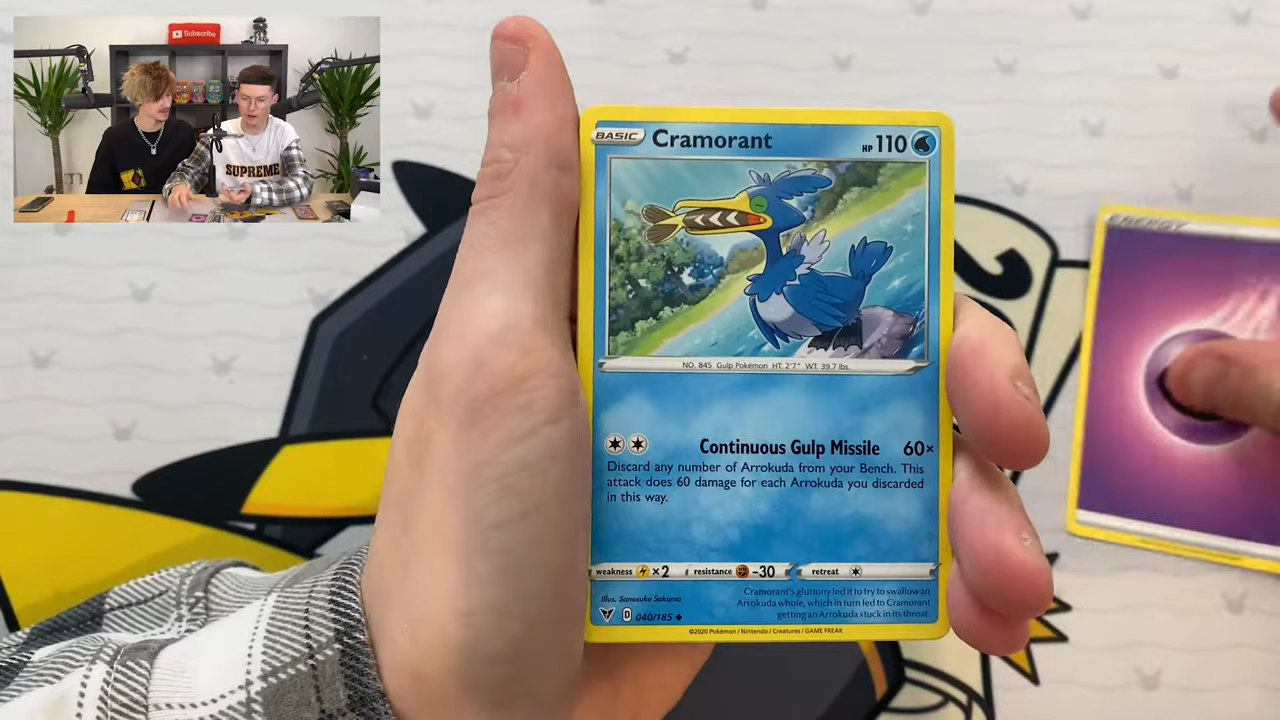 Subscribe
SUPREME
BASIC Cramorant HP 110
NO. 845 Gulp Pokémon HT: 2'7" WT: 39.7 lbs.
Continuous Gulp Missile 60×
Discard any number of Arrokuda from your Bench. This
attack does 60 damage for each Arrokuda you discarded
in this way.
weakness ×2 resistance -30 retreat
Illus. Sanosuke Sakuma
D 040/185
Cramorant's gluttony led it to try to swallow an
Arrokuda whole, which in turn led to Cramorant
getting an Arrokuda stuck in its throat.
©2020 Pokémon / Nintendo / Creatures / GAME FREAK
ENERGY